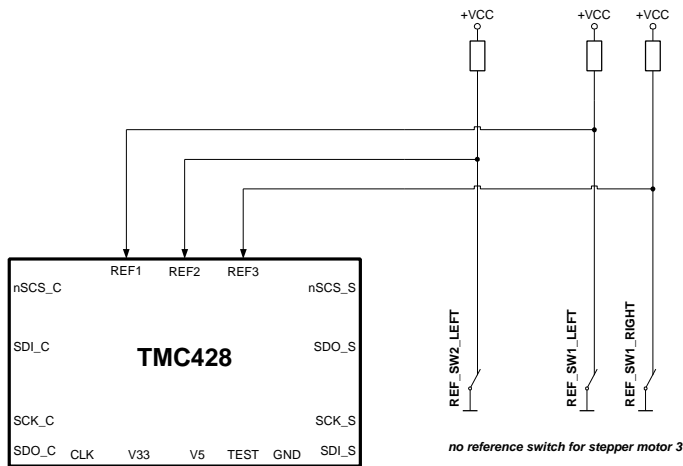 +VCC +VCC +VCC
REF1 REF2 REF3
nSCS_C nSCS_S
SDI_C TMC428 SDO_S
SCK_C SCK_S
SDO_C CLK V33 V5 TEST GND SDI_S
REF_SW2_LEFT
REF_SW1_LEFT
REF_SW1_RIGHT
no reference switch for stepper motor 3